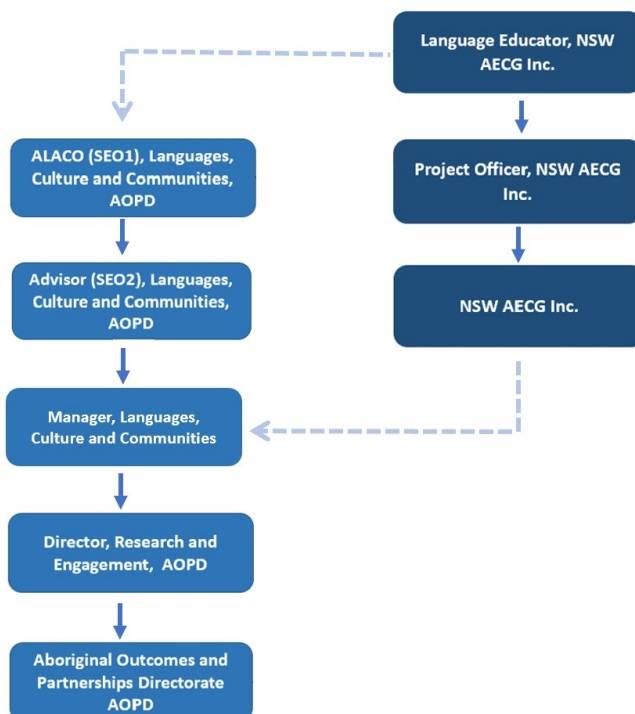 Language Educator, NSW
AECG Inc.
ALACO (SEO1), Languages,
Culture and Communities,
AOPD
Project Officer, NSW AECG
Inc.
Advisor (SEO2), Languages,
Culture and Communities,
AOPD
NSW AECG Inc.
Manager, Languages,
Culture and Communities
Director, Research and
Engagement, AOPD
Aboriginal Outcomes and
Partnerships Directorate
AOPD